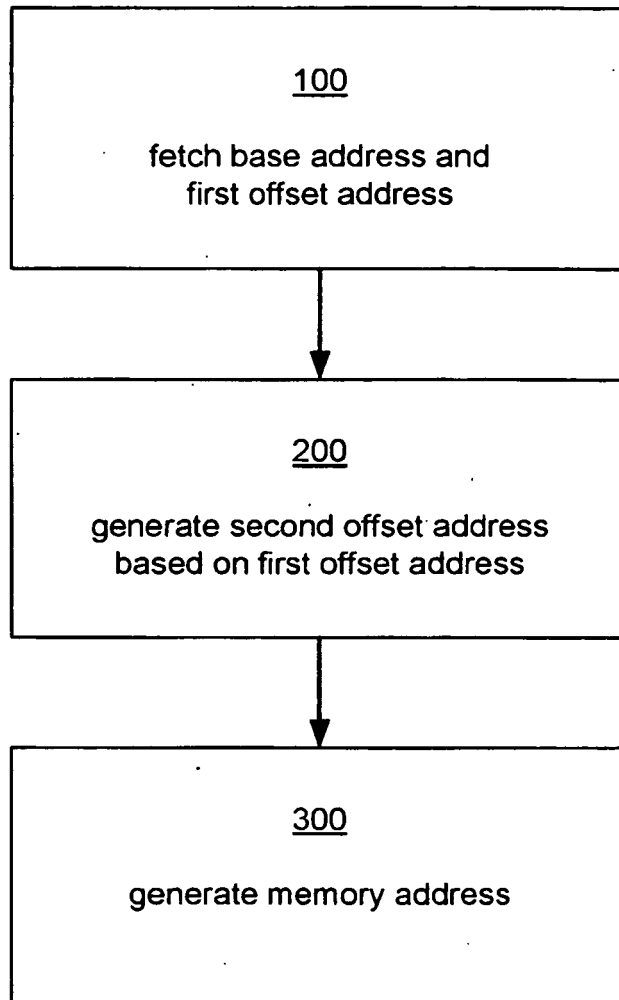 100
fetch base address and
first offset address
200
generate second offset address
based on first offset address
300
generate memory address